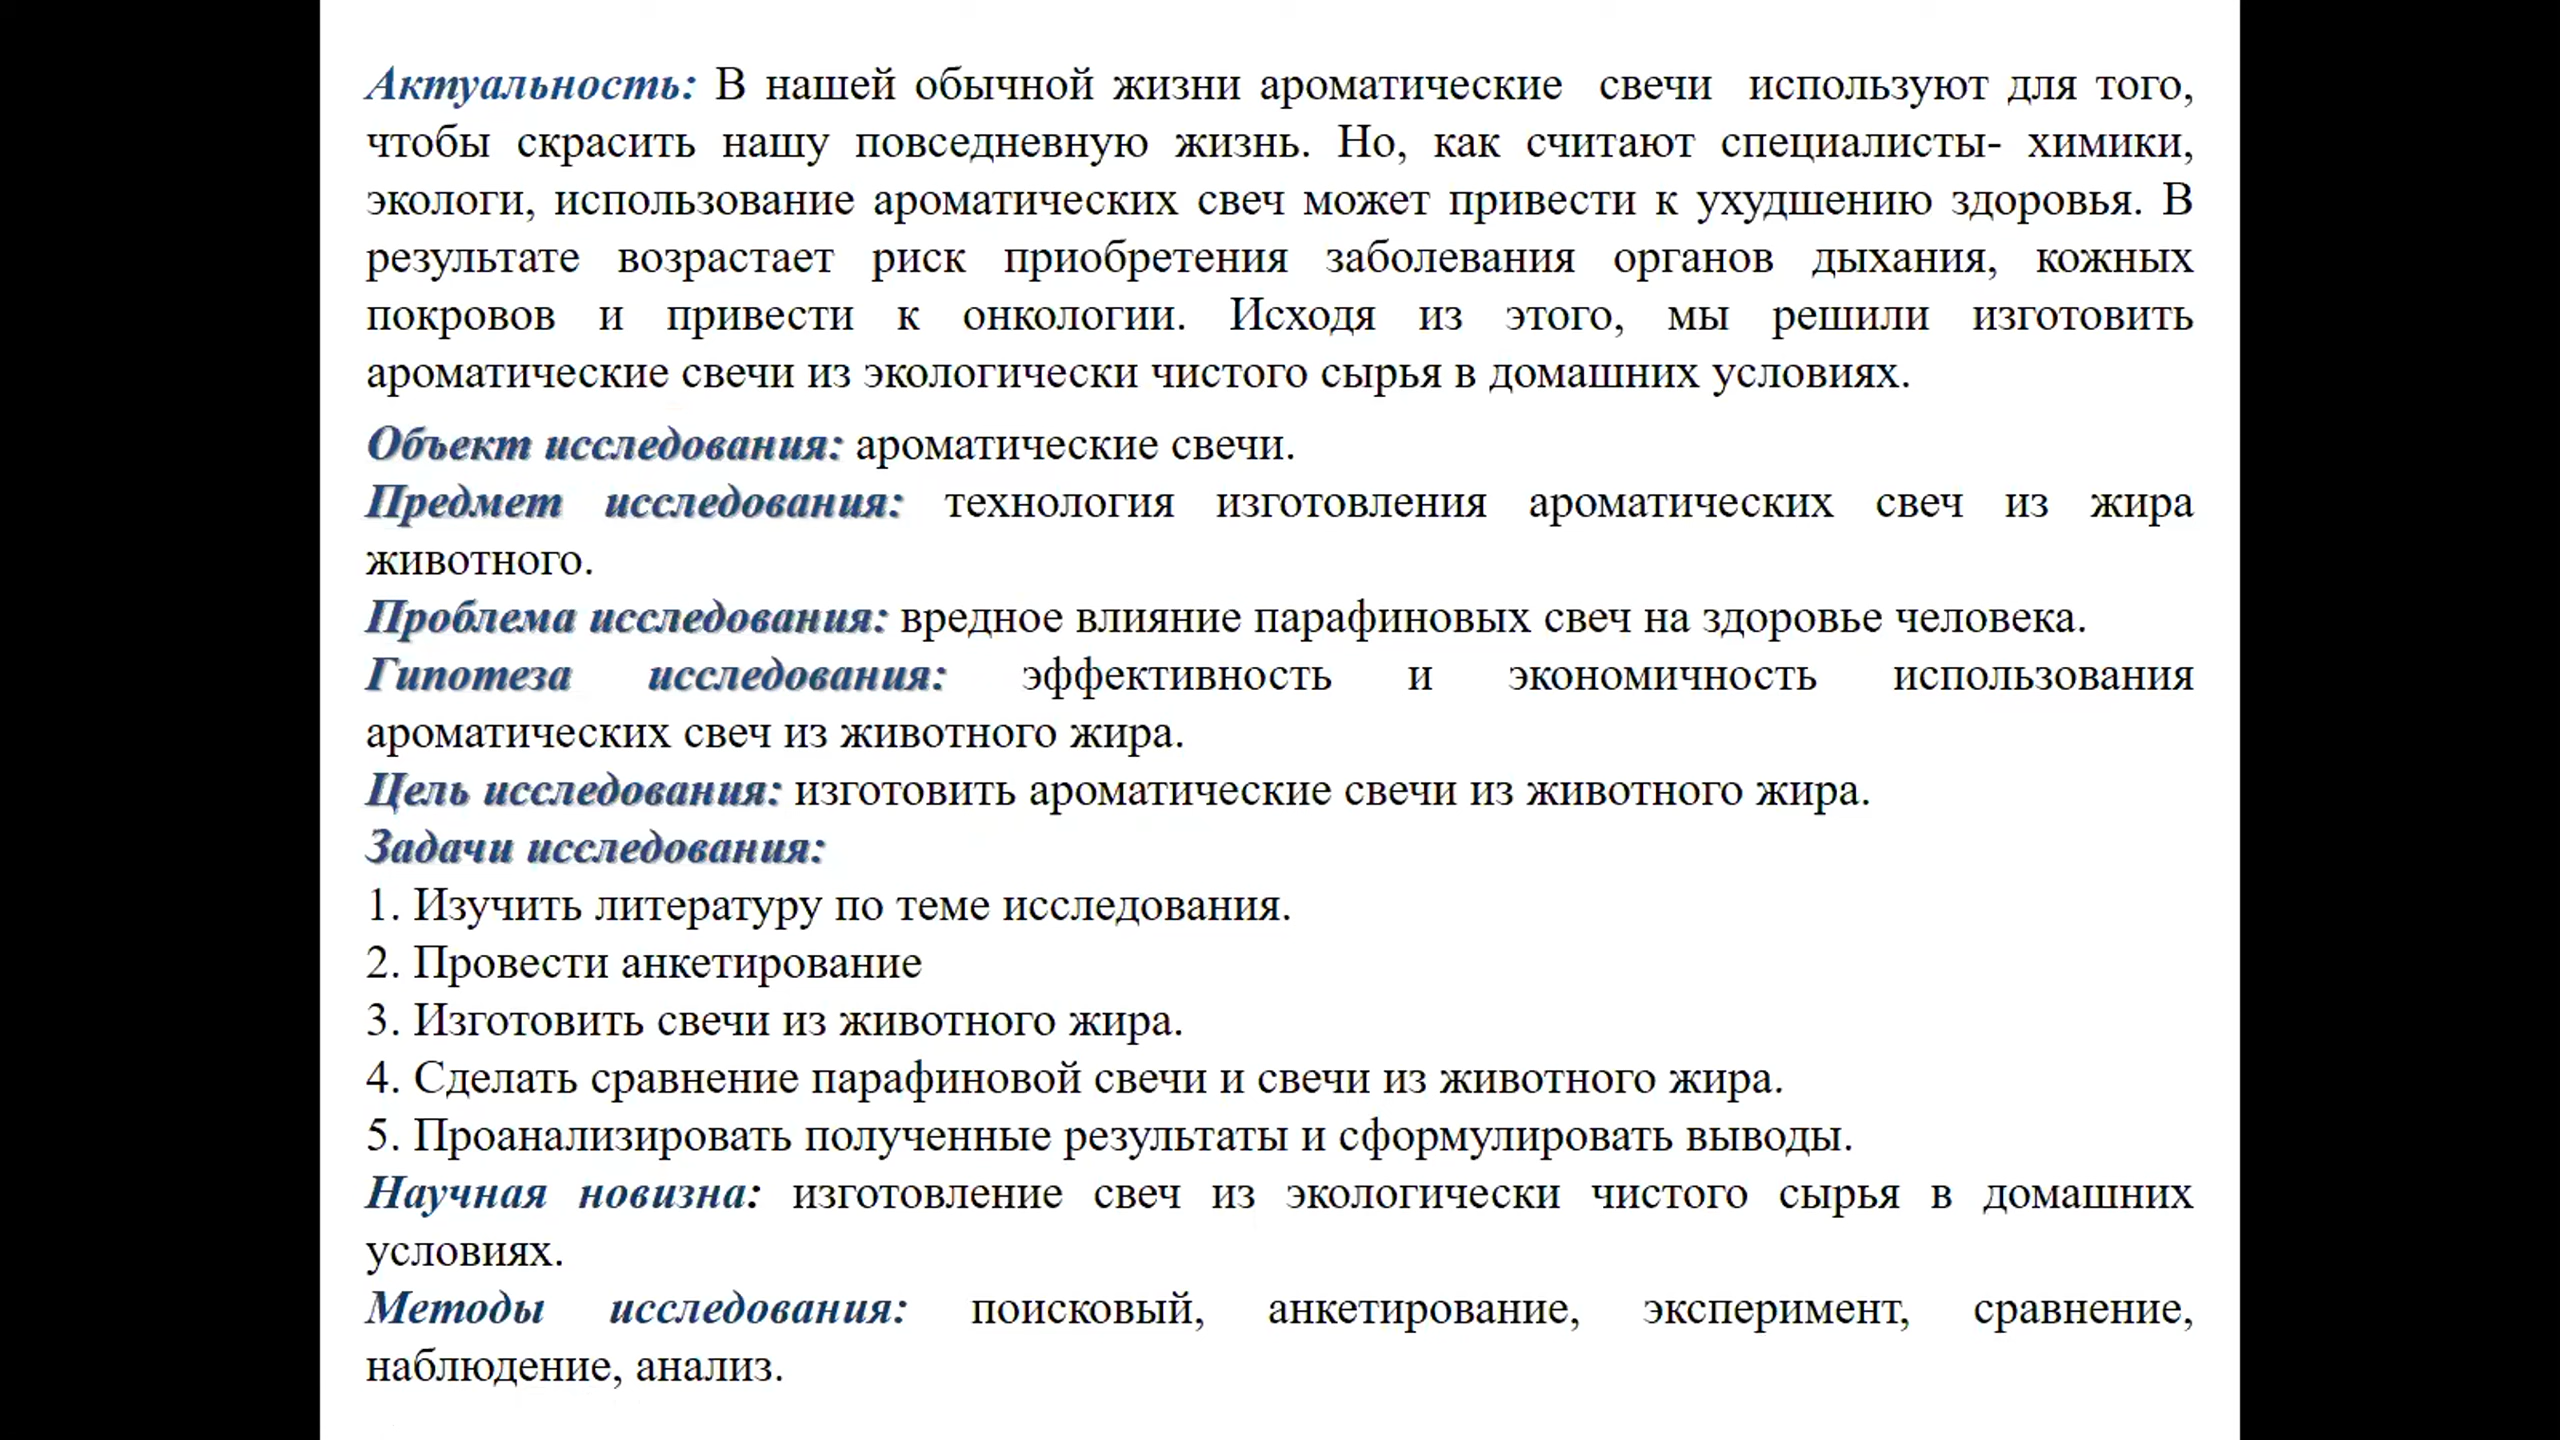 Актуальность: В нашей обычной жизни ароматические свечи используют для того,
чтобы скрасить нашу повседневную жизнь. Но, как считают специалисты- химики,
экологи, использование ароматических свеч может привести к ухудшению здоровья. В
результате возрастает риск приобретения заболевания органов дыхания, кожных
покровов и привести к онкологии. Исходя из этого, мы решили изготовить
ароматические свечи из экологически чистого сырья в домашних условиях.
Объект исследования: ароматические свечи.
Предмет исследования: технология изготовления ароматических свеч из жира
животного.
Проблема исследования: вредное влияние парафиновых свеч на здоровье человека.
Гипотеза исследования: эффективность и экономичность использования
ароматических свеч из животного жира.
Цель исследования: изготовить ароматические свечи из животного жира.
Задачи исследования:
1. Изучить литературу по теме исследования.
2. Провести анкетирование
3. Изготовить свечи из животного жира.
4. Сделать сравнение парафиновой свечи и свечи из животного жира.
5. Проанализировать полученные результаты и сформулировать выводы.
Научная новизна: изготовление свеч из экологически чистого сырья в домашних
условиях.
Методы исследования: поисковый, анкетирование, эксперимент, сравнение,
наблюдение, анализ.